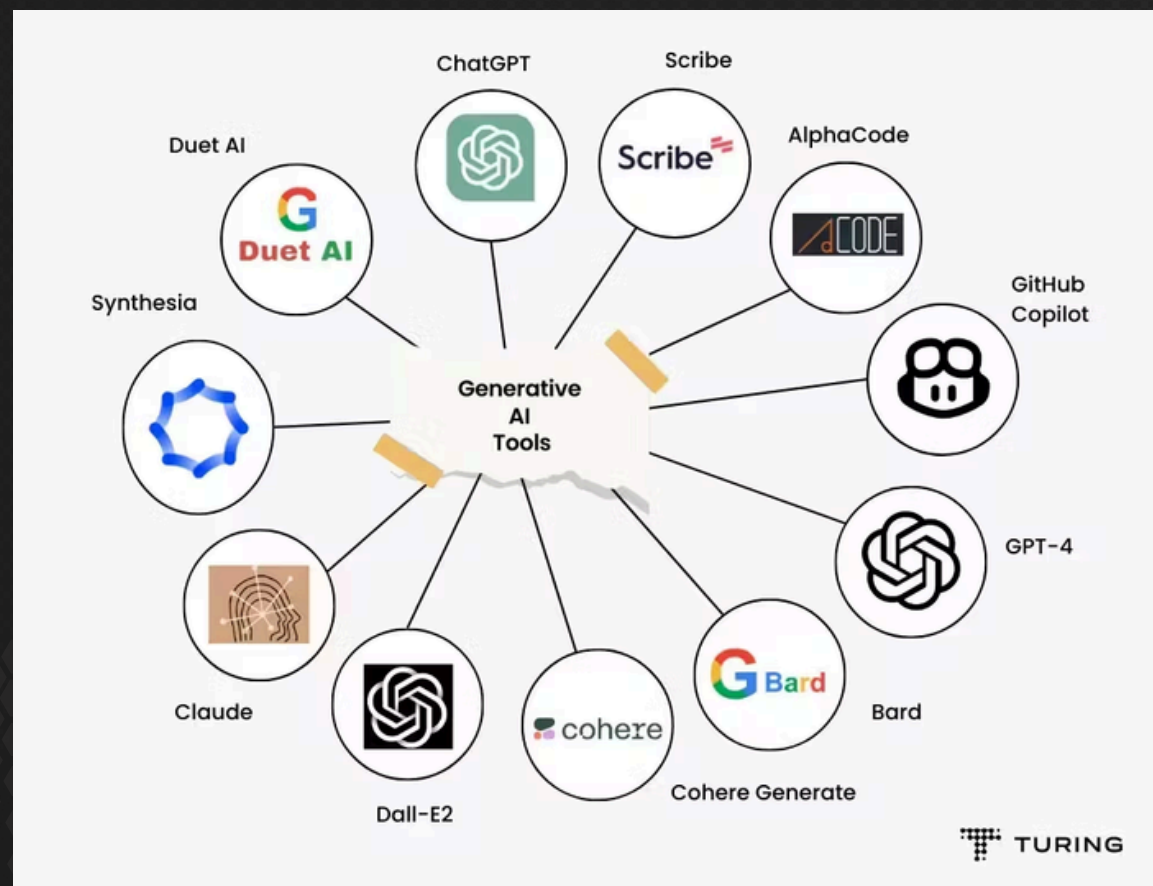 ChatGPT
Scribe
Duet AI
AlphaCode
Scribe
G
Duet AI
CODE
Synthesia
GitHub
Copilot
Generative
AI
Tools
GPT-4
G Bard
Claude
Bard
cohere
Cohere Generate
Dall-E2
TURING